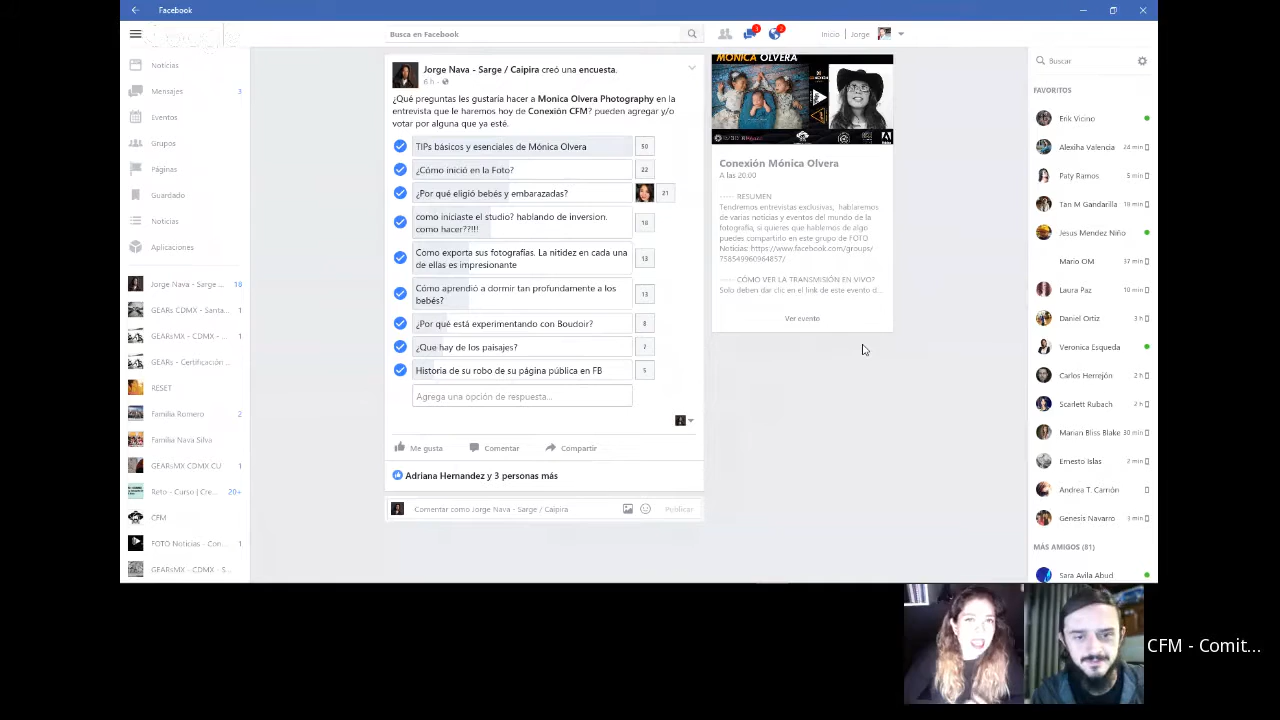 Facebook
Busca en Facebook
Inicio
Jorge
Noticias
Mensajes 3
Eventos
Grupos
Páginas
Guardado
Noticias
Aplicaciones
Jorge Nava - Sarge ... 18
GEARs CDMX - Santa... 1
GEARsMX - CDMX - ... 1
GEARs - Certificación ...
RESET
Familia Romero 2
Familia Nava Silva
GEARsMX CDMX CU 1
Reto - Curso | Cre... 20+
CFM
FOTO Noticias - Con... 1
GEARsMX - CDMX - S...
Jorge Nava - Sarge / Caipira creó una encuesta.
6 h
¿Qué preguntas les gustaría hacer a Monica Olvera Photography en la
entrevista que le haremos hoy de Conexión CFM? pueden agregar y/o
votar por alguna que ya esté.
TIPs básicos y esenciales de Mónica Olvera 50
¿Cómo inició en la Foto? 22
¿Por qué eligió bebés y embarazadas? 21
como iniciaste el studio? hablando de inversion.
como hacer??!!! 18
Como exporta sus fotografías. La nitidez en cada una
de ellas es impresionante 13
Cómo aprendió a dormir tan profundamente a los
bebés? 13
¿Por qué está experimentando con Boudoir? 8
¿Que hay de los paisajes? 7
Historia de su robo de su página pública en FB 5
Agrega una opción de respuesta...
Me gusta
Comentar
Compartir
Adriana Hernandez y 3 personas más
Comentar como Jorge Nava - Sarge / Caipira
Publicar
MONICA OLVERA
Conexión Mónica Olvera
A las 20:00
----- RESUMEN
Tendremos entrevistas exclusivas, hablaremos
de varias noticias y eventos del mundo de la
fotografía, si quieres que hablemos de algo
puedes compartirlo en este grupo de FOTO
Noticias: https://www.facebook.com/groups/
758549960964857/
----- CÓMO VER LA TRANSMISIÓN EN VIVO?
Solo deben dar clic en el link de este evento d...
Ver evento
Buscar
FAVORITOS
Erik Vicino
Alexiha Valencia 24 min
Paty Ramos 5 min
Tan M Gandarilla 18 min
Jesus Mendez Niño
Mario OM 37 min
Laura Paz 10 min
Daniel Ortiz 3 h
Veronica Esqueda
Carlos Herrejón 2 h
Scarlett Rubach 2 h
Marian Bliss Blake 30 min
Ernesto Islas 2 min
Andrea T. Carrión
Genesis Navarro 3 min
MÁS AMIGOS (81)
Sara Avila Abud
CFM - Comit...